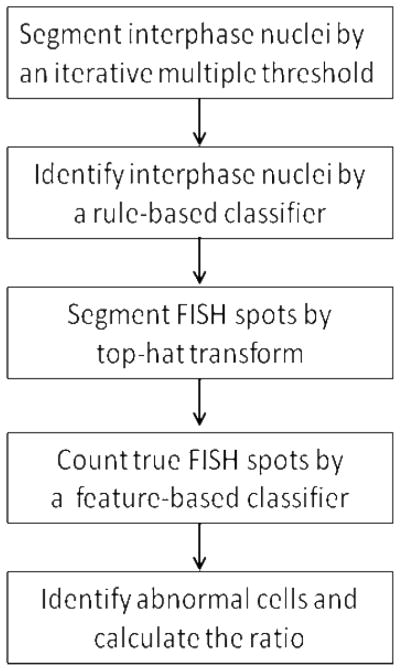 Segment interphase nuclei by
an iterative multiple threshold
Identify interphase nuclei by
a rule-based classifier
Segment FISH spots by
top-hat transform
Count true FISH spots by
a feature-based classifier
Identify abnormal cells and
calculate the ratio